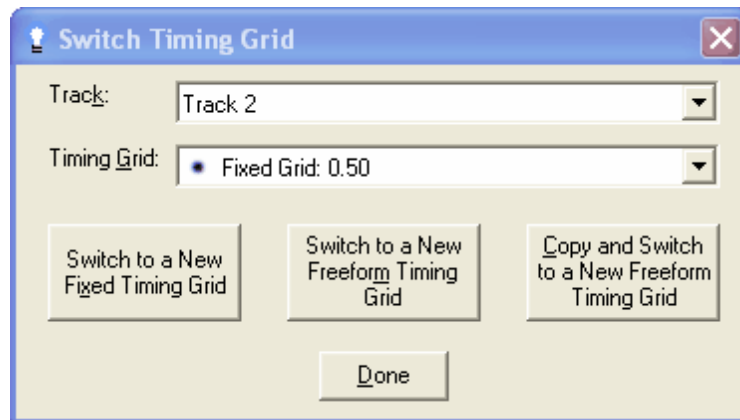 Switch Timing Grid
Track:
Track 2
Timing Grid:
Fixed Grid: 0.50
Switch to a New
Fixed Timing Grid
Switch to a New
Freeform Timing
Grid
Copy and Switch
to a New Freeform
Timing Grid
Done